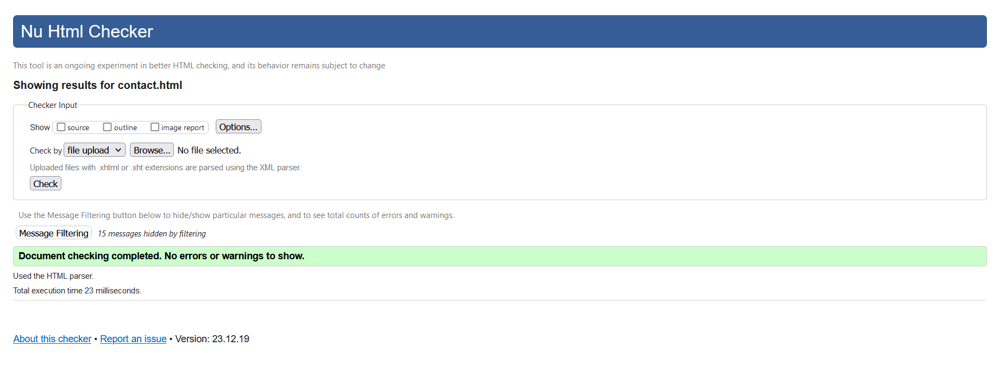 Nu Html Checker
This tool is an ongoing experiment in better HTML checking, and its behavior remains subject to change
Showing results for contact.html
Checker Input
Show source outline image report Options...
Check by file upload Browse... No file selected.
Uploaded files with .xhtml or .xht extensions are parsed using the XML parser.
Check
Use the Message Filtering button below to hide/show particular messages, and to see total counts of errors and warnings.
Message Filtering 15 messages hidden by filtering
Document checking completed. No errors or warnings to show.
Used the HTML parser.
Total execution time 23 milliseconds.
About this checker • Report an issue • Version: 23.12.19